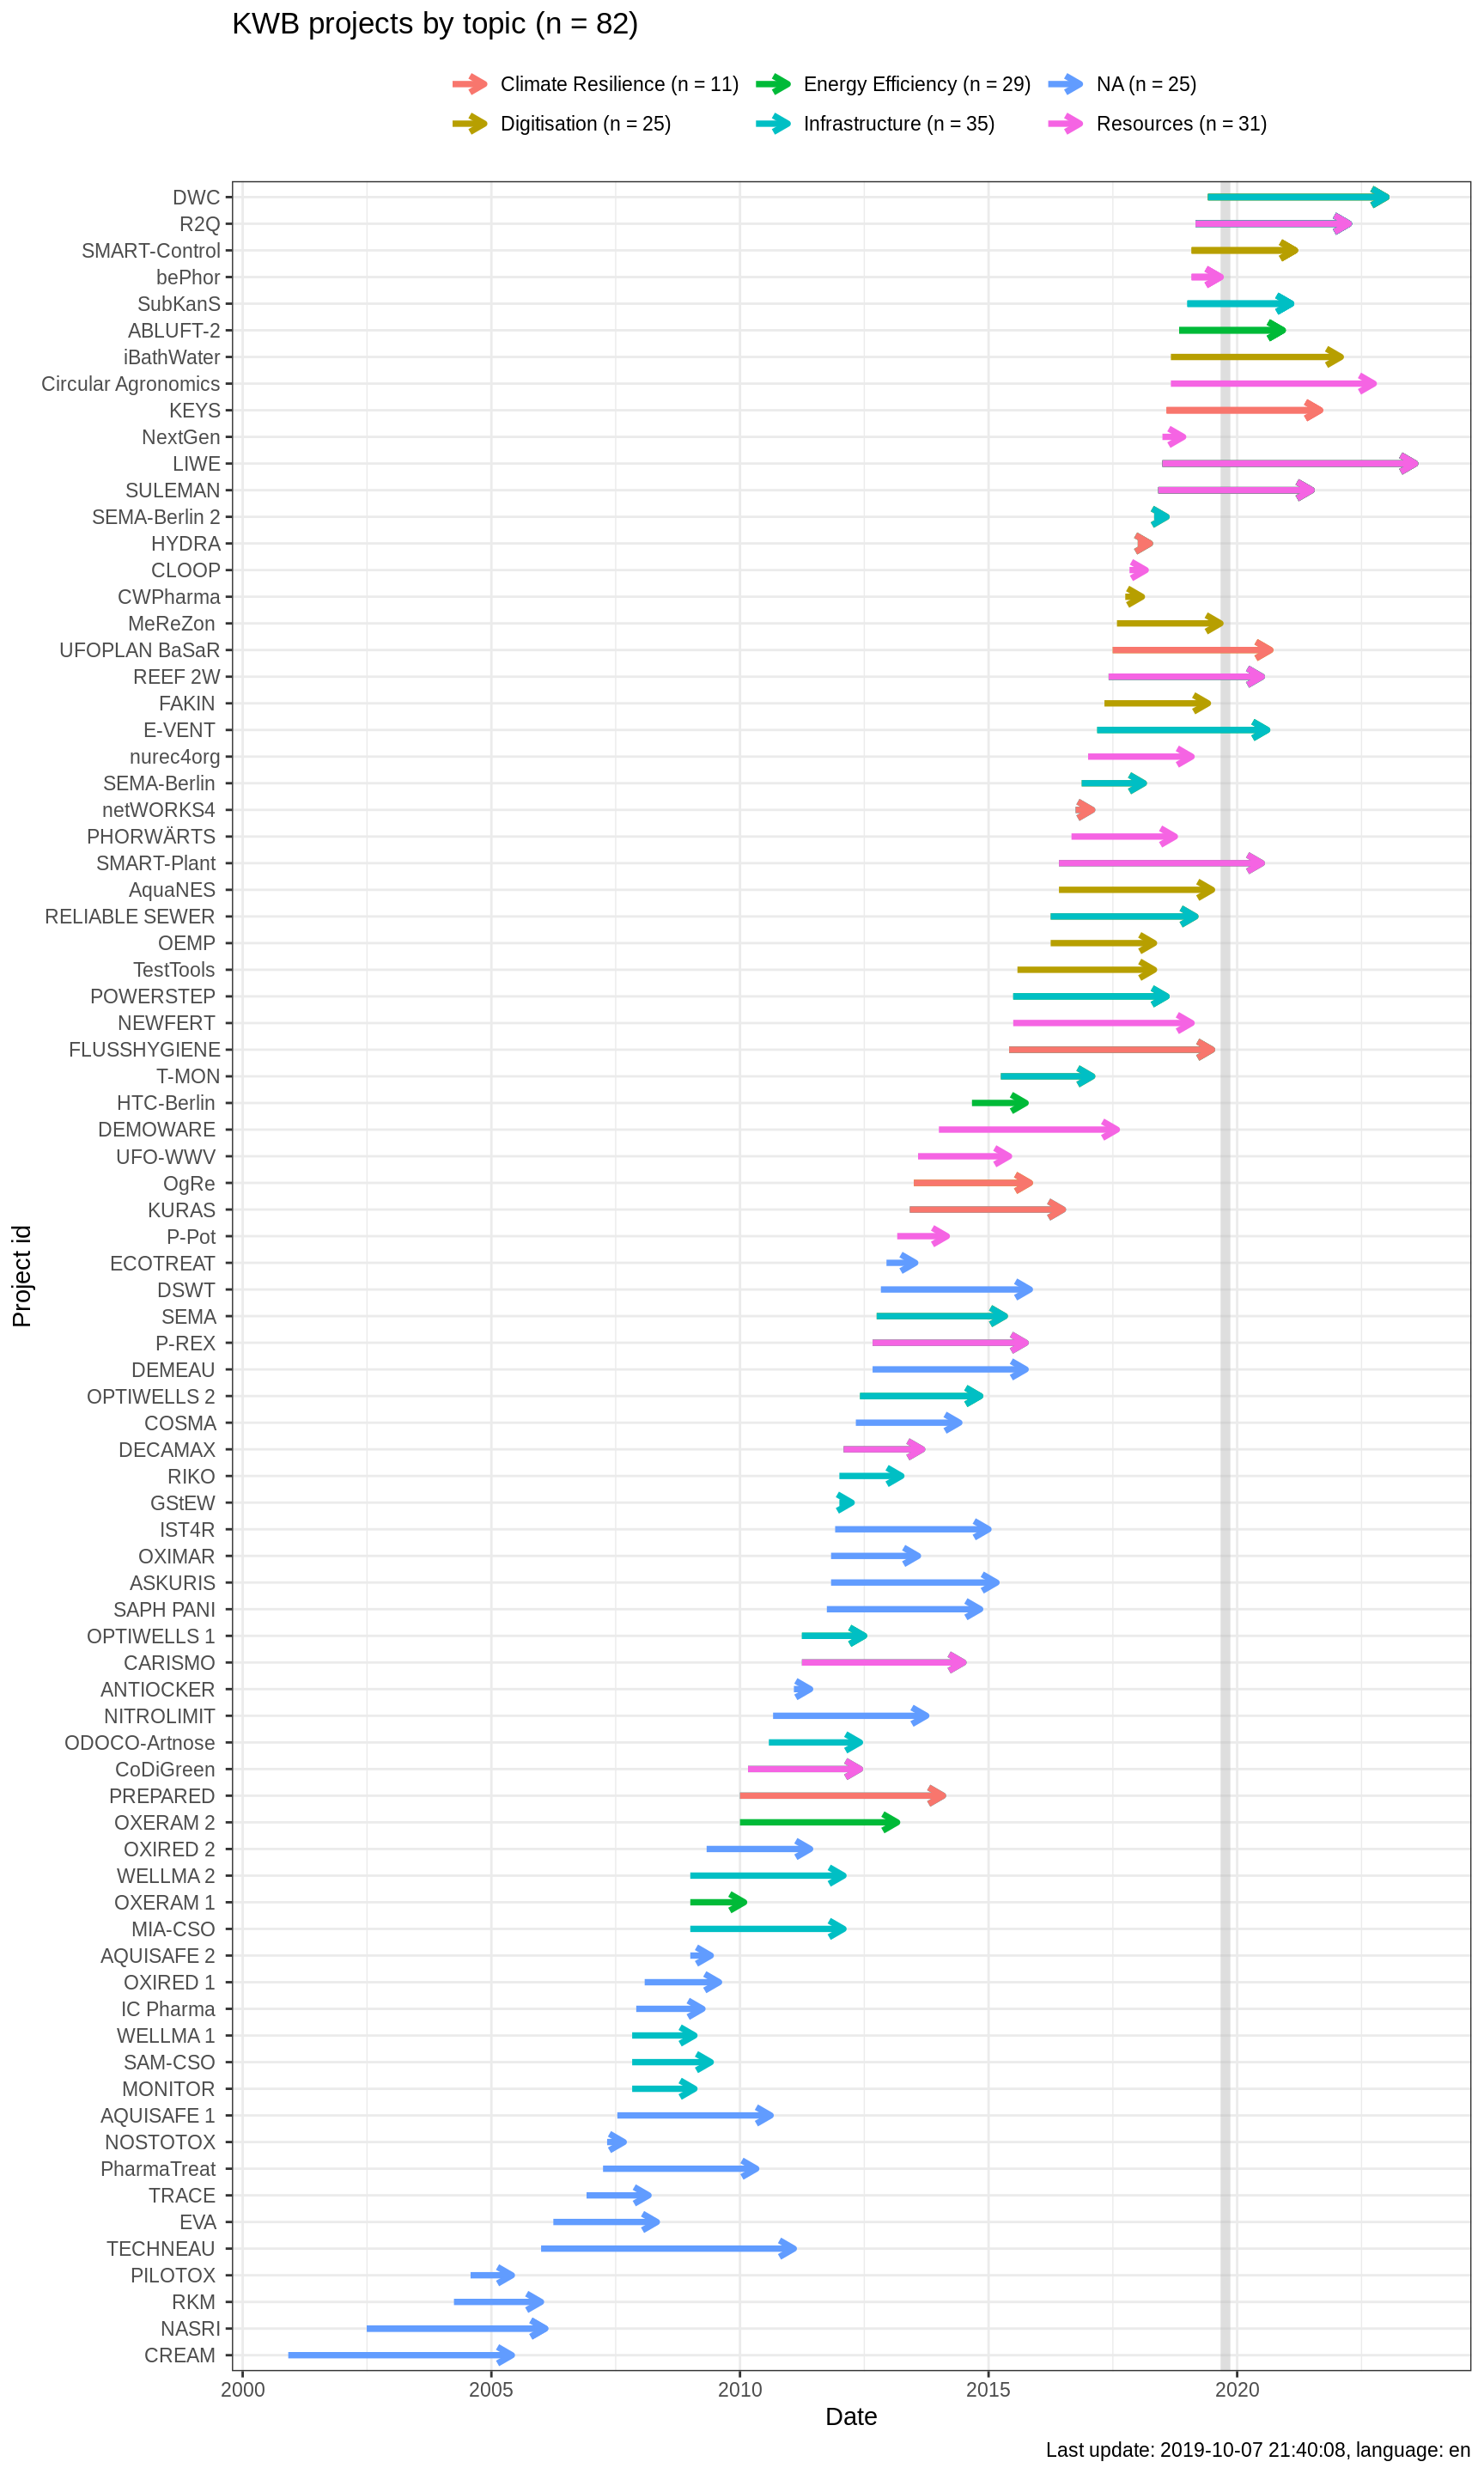 KWB projects by topic (n = 82)
Climate Resilience (n = 11)
Energy Efficiency (n = 29)
NA (n = 25)
Digitisation (n = 25)
Infrastructure (n = 35)
Resources (n = 31)
DWC
R2Q
SMART-Control
bePhor
SubKanS
ABLUFT-2
iBathWater
Circular Agronomics
KEYS
NextGen
LIWE
SULEMAN
SEMA-Berlin 2
HYDRA
CLOOP
CWPharma
MeReZon
UFOPLAN BaSaR
REEF 2W
FAKIN
E-VENT
nurec4org
SEMA-Berlin
netWORKS4
PHORWÄRTS
SMART-Plant
AquaNES
RELIABLE SEWER
OEMP
TestTools
POWERSTEP
NEWFERT
FLUSSHYGIENE
T-MON
HTC-Berlin
DEMOWARE
UFO-WWV
OgRe
KURAS
P-Pot
ECOTREAT
DSWT
SEMA
P-REX
DEMEAU
OPTIWELLS 2
COSMA
DECAMAX
RIKO
GStEW
IST4R
OXIMAR
ASKURIS
SAPH PANI
OPTIWELLS 1
CARISMO
ANTIOCKER
NITROLIMIT
ODOCO-Artnose
CoDiGreen
PREPARED
OXERAM 2
OXIRED 2
WELLMA 2
OXERAM 1
MIA-CSO
AQUISAFE 2
OXIRED 1
IC Pharma
WELLMA 1
SAM-CSO
MONITOR
AQUISAFE 1
NOSTOTOX
PharmaTreat
TRACE
EVA
TECHNEAU
PILOTOX
RKM
NASRI
CREAM
Project id
2000 2005 2010 2015 2020
Date
Last update: 2019-10-07 21:40:08, language: en